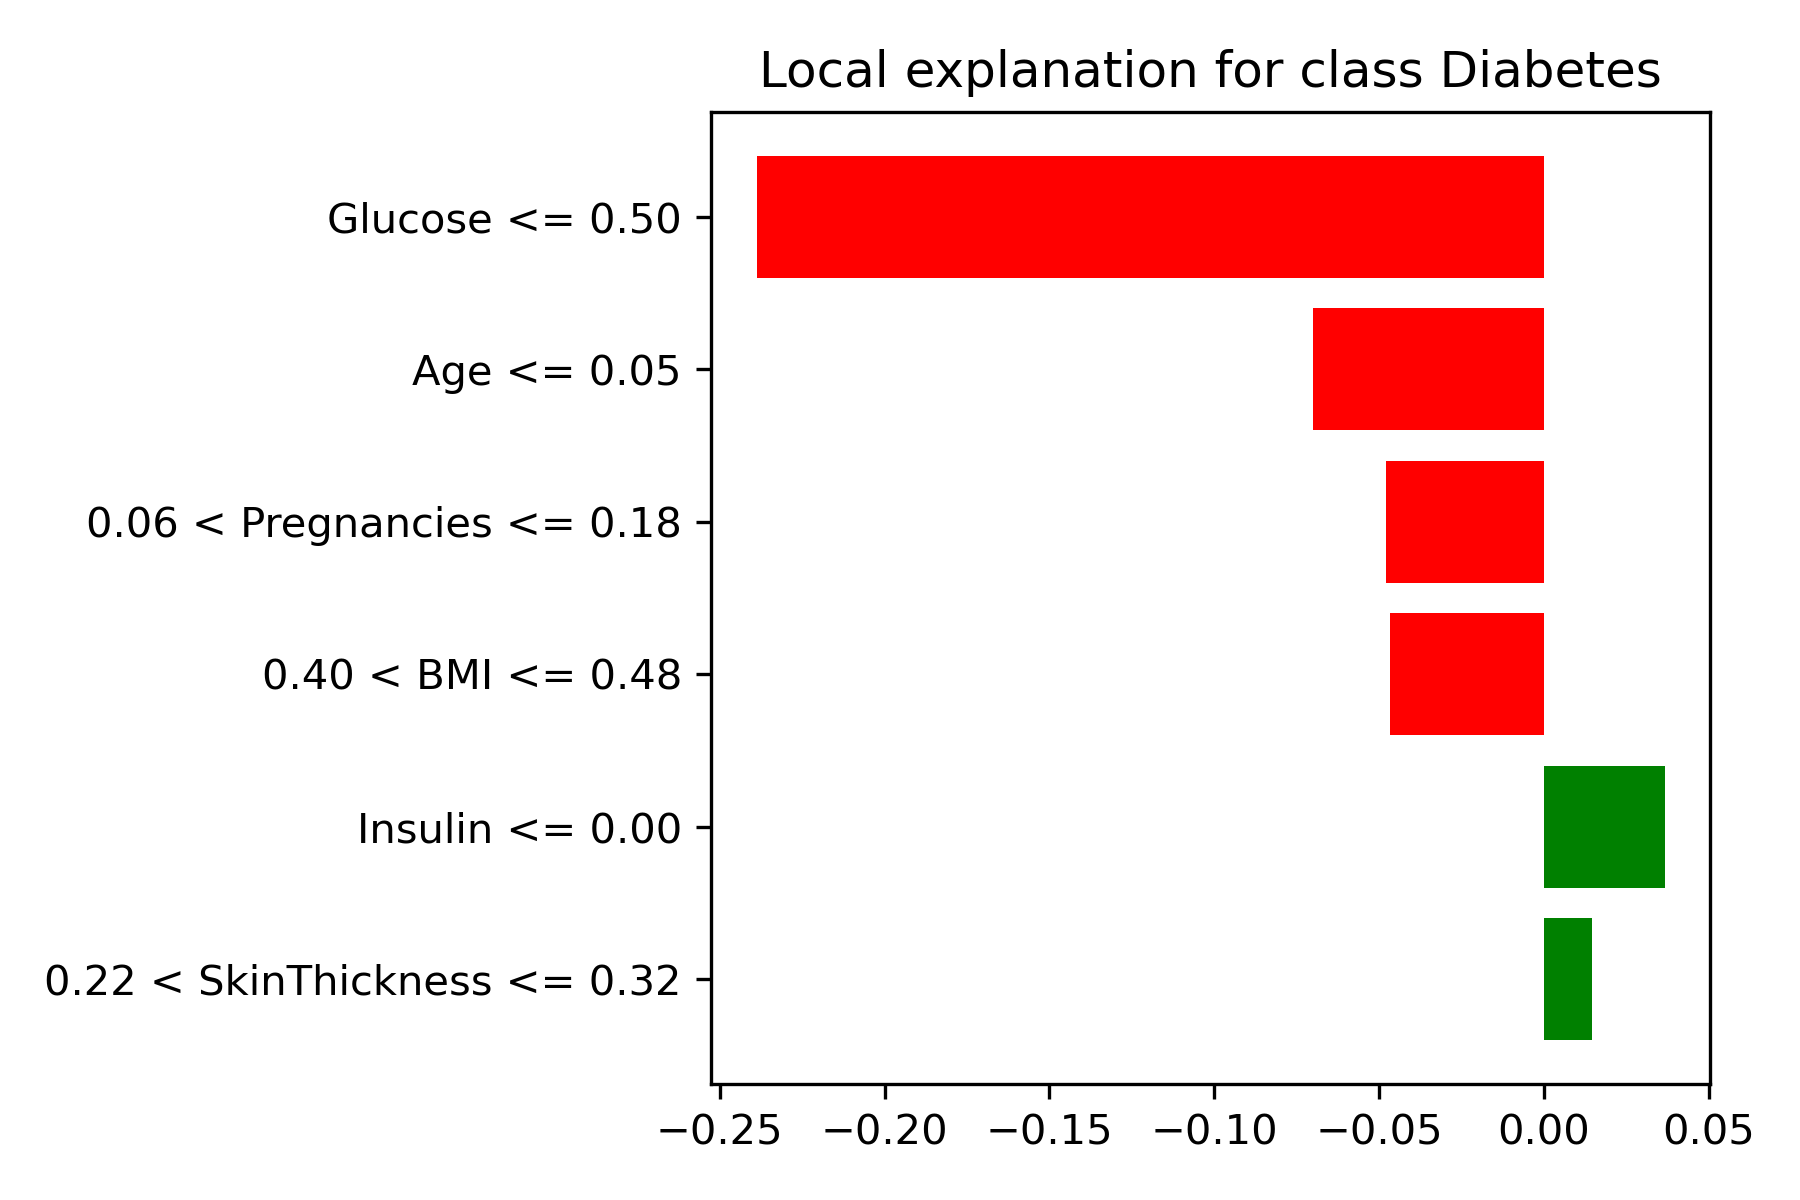 Local explanation for class Diabetes
Glucose <= 0.50
Age <= 0.05
0.06 < Pregnancies <= 0.18
0.40 < BMI <= 0.48
Insulin <= 0.00
0.22 < SkinThickness <= 0.32
−0.25 −0.20 −0.15 −0.10 −0.05 0.00 0.05